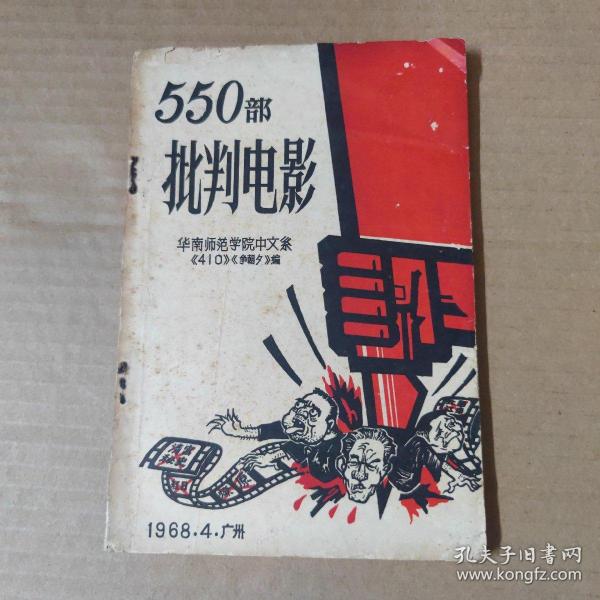 550部
批判电影
华南师范学院中文系
《410》《争朝夕》编
1968.4.广州
孔夫子旧书网
www.kongfz.com